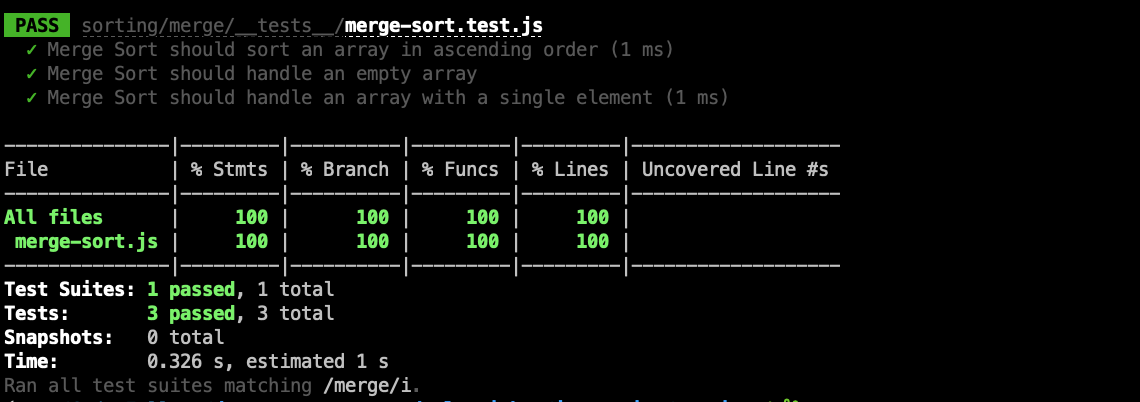 PASS sorting/merge/__tests__/merge-sort.test.js
✓ Merge Sort should sort an array in ascending order (1 ms)
✓ Merge Sort should handle an empty array
✓ Merge Sort should handle an array with a single element (1 ms)
---------------|---------|----------|---------|---------|-------------------
File           | % Stmts | % Branch | % Funcs | % Lines | Uncovered Line #s
---------------|---------|----------|---------|---------|-------------------
All files      |     100 |      100 |     100 |     100 |
 merge-sort.js |     100 |      100 |     100 |     100 |
---------------|---------|----------|---------|---------|-------------------
Test Suites: 1 passed, 1 total
Tests:       3 passed, 3 total
Snapshots:   0 total
Time:        0.326 s, estimated 1 s
Ran all test suites matching /merge/i.